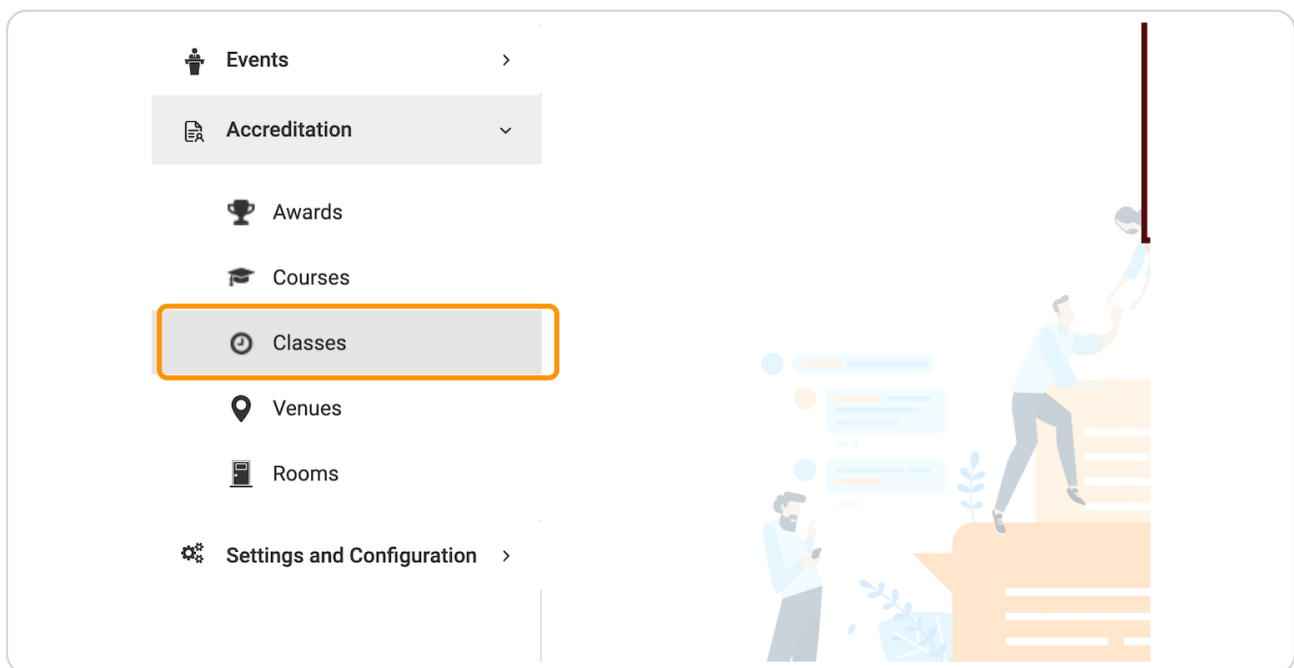 Events
Accreditation
Awards
Courses
Classes
Venues
Rooms
Settings and Configuration